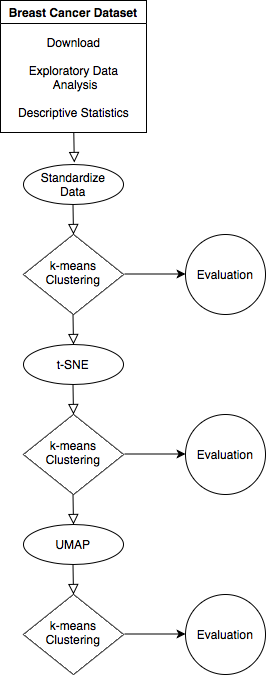 Breast Cancer Dataset
Download
Exploratory Data
Analysis
Descriptive Statistics
Standardize
Data
k-means
Clustering
Evaluation
t-SNE
k-means
Clustering
Evaluation
UMAP
k-means
Clustering
Evaluation